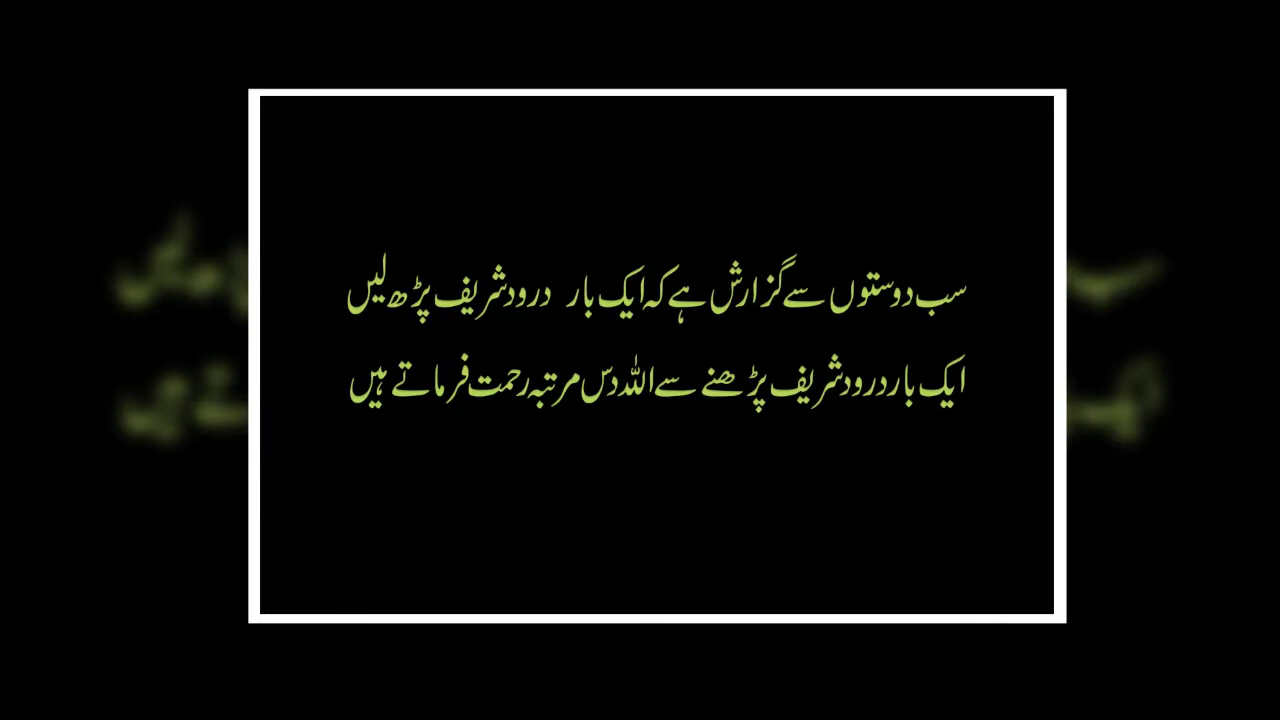 سب دوستوں سے گزارش ہے کہ ایک بار درود شریف پڑھ لیں
ایک بار درود شریف پڑھنے سے اللہ دس مرتبہ رحمت فرماتے ہیں